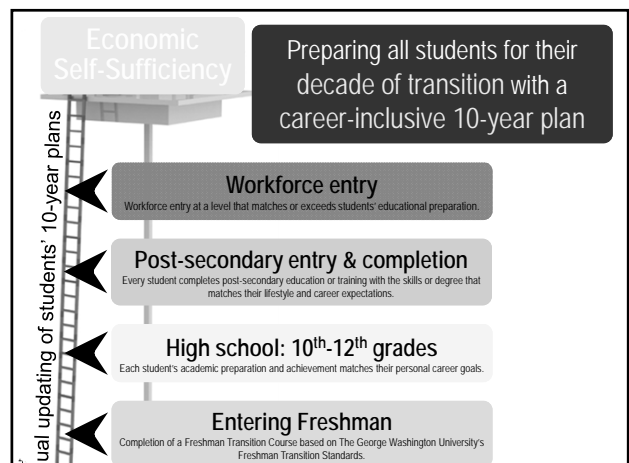 Economic
Self-Sufficiency
Preparing all students for their
decade of transition with a
career-inclusive 10-year plan
Workforce entry
Workforce entry at a level that matches or exceeds students' educational preparation.
Post-secondary entry & completion
Every student completes post-secondary education or training with the skills or degree that
matches their lifestyle and career expectations.
High school: 10th-12th grades
Each student's academic preparation and achievement matches their personal career goals.
Entering Freshman
Completion of a Freshman Transition Course based on The George Washington University's
Freshman Transition Standards.
updating of students' 10-year plans